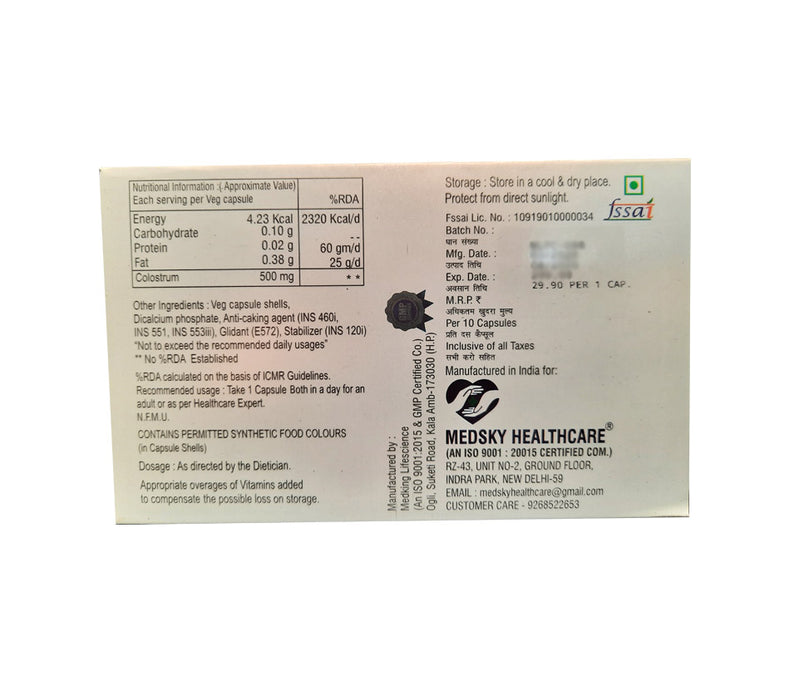 Nutritional Information :( Approximate Value)
Each serving per Veg capsule %RDA
Energy 4.23 Kcal 2320 Kcal/d
Carbohydrate 0.10 g --
Protein 0.02 g 60 gm/d
Fat 0.38 g 25 g/d
Colostrum 500 mg **
Other Ingredients : Veg capsule shells,
Dicalcium phosphate, Anti-caking agent (INS 460i,
INS 551, INS 553iii), Glidant (E572), Stabilizer (INS 120i)
"Not to exceed the recommended daily usages"
** No %RDA Established
%RDA calculated on the basis of ICMR Guidelines.
Recommended usage : Take 1 Capsule Both in a day for an
adult or as per Healthcare Expert.
N.F.M.U.
CONTAINS PERMITTED SYNTHETIC FOOD COLOURS
(in Capsule Shells)
Dosage : As directed by the Dietician.
Appropriate overages of Vitamins added
to compensate the possible loss on storage.
GMP
Manufactured by :
Medking Lifescience
(An ISO 9001:2015 & GMP Certified Co.)
Ogli, Suketi Road, Kala Amb-173030 (H.P.)
Storage : Store in a cool & dry place.
Protect from direct sunlight.
Fssai Lic. No. : 10919010000034
fssai
Batch No. :
घान संख्या
Mfg. Date. :
उत्पाद तिथि
Exp. Date. :
अवसान तिथि
29.90 PER 1 CAP.
M.R.P. ₹
अधिकतम खुदरा मुल्य
Per 10 Capsules
प्रति दस कैप्सूल
Inclusive of all Taxes
सभी करो सहित
Manufactured in India for:
MEDSKY HEALTHCARE®
(AN ISO 9001 : 20015 CERTIFIED COM.)
RZ-43, UNIT NO-2, GROUND FLOOR,
INDRA PARK, NEW DELHI-59
EMAIL : medskyhealthcare@gmail.com
CUSTOMER CARE - 9268522653